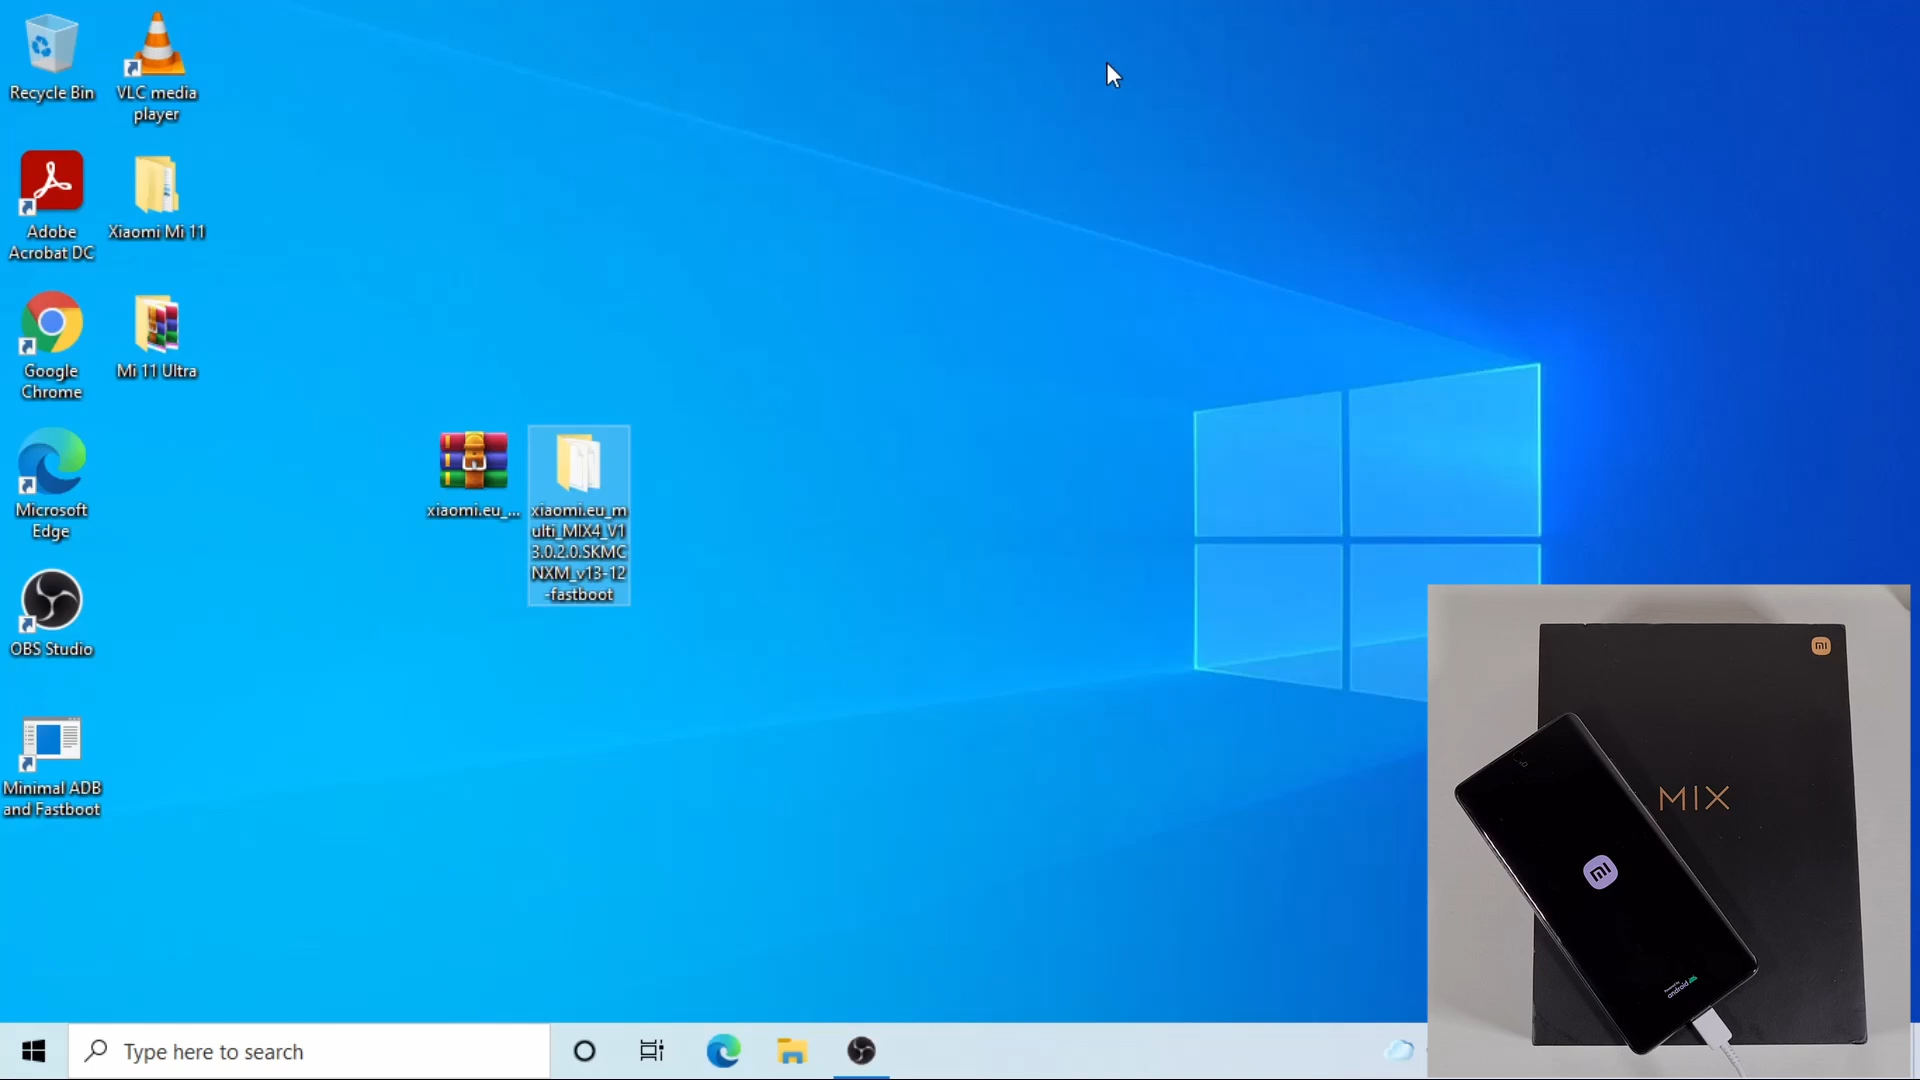 Recycle Bin
VLC media
player
Adobe
Acrobat DC
Xiaomi Mi 11
Google
Chrome
Mi 11 Ultra
Microsoft
Edge
xiaomi.eu_...
xiaomi.eu_m
ulti_MIX4_V1
3.0.2.0.SKMC
NXM_v13-12
-fastboot
OBS Studio
Minimal ADB
and Fastboot
Type here to search
MIX
android